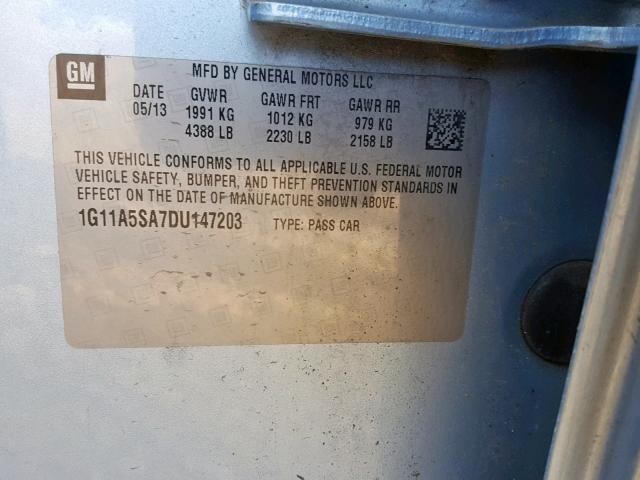 GM
MFD BY GENERAL MOTORS LLC
DATE GVWR GAWR FRT GAWR RR
05/13 1991 KG 1012 KG 979 KG
4388 LB 2230 LB 2158 LB
THIS VEHICLE CONFORMS TO ALL APPLICABLE U.S. FEDERAL MOTOR
VEHICLE SAFETY, BUMPER, AND THEFT PREVENTION STANDARDS IN
EFFECT ON THE DATE OF MANUFACTURE SHOWN ABOVE.
1G11A5SA7DU147203 TYPE: PASS CAR